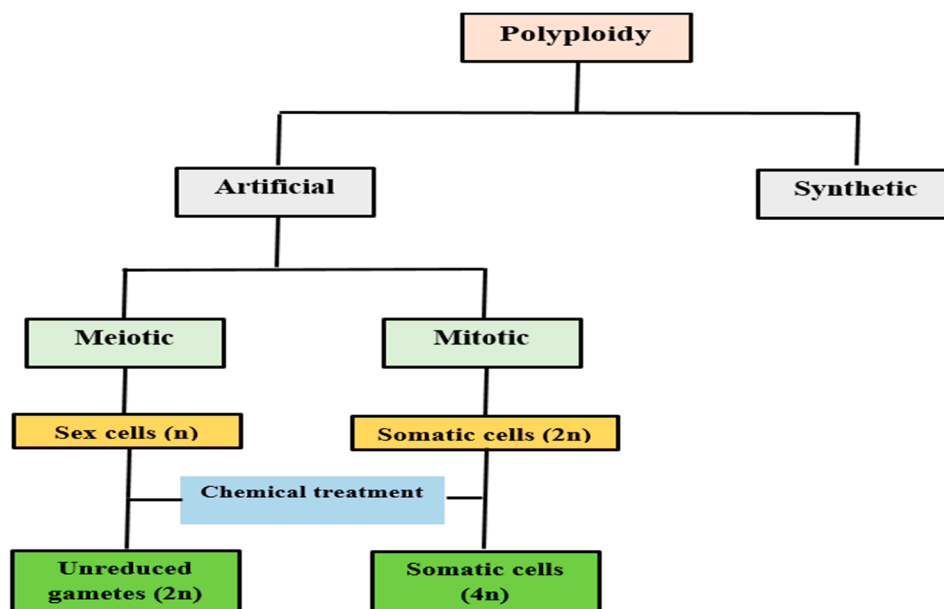 Polyploidy
Artificial
Synthetic
Meiotic
Mitotic
Sex cells (n)
Somatic cells (2n)
Chemical treatment
Unreduced
gametes (2n)
Somatic cells
(4n)